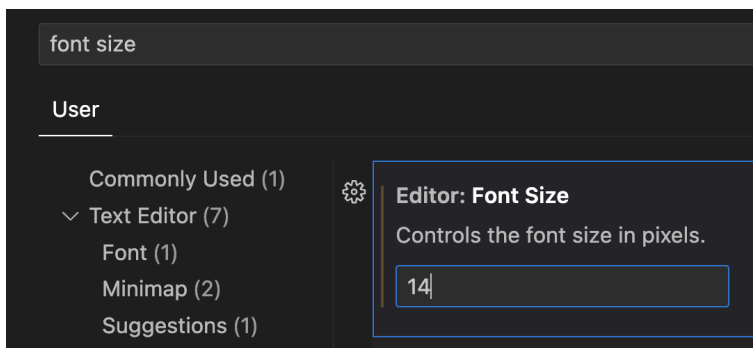 font size
User
Commonly Used (1)
Text Editor (7)
Font (1)
Minimap (2)
Suggestions (1)
Editor: Font Size
Controls the font size in pixels.
14